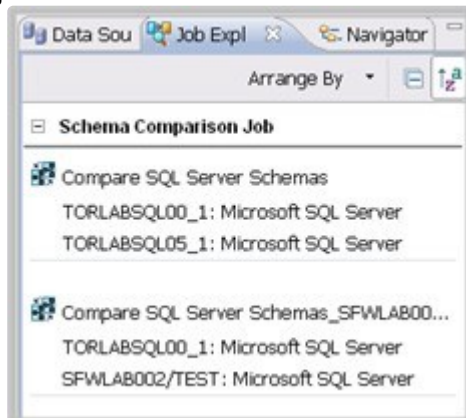 Data Sou Job Expl Navigator
Arrange By
Schema Comparison Job
Compare SQL Server Schemas
TORLABSQL00_1: Microsoft SQL Server
TORLABSQL05_1: Microsoft SQL Server
Compare SQL Server Schemas_SFWLAB00...
TORLABSQL00_1: Microsoft SQL Server
SFWLAB002/TEST: Microsoft SQL Server